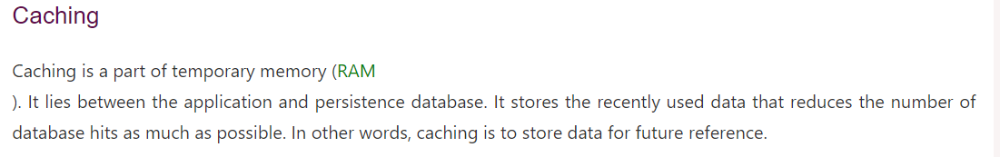 Caching
Caching is a part of temporary memory (RAM
). It lies between the application and persistence database. It stores the recently used data that reduces the number of
database hits as much as possible. In other words, caching is to store data for future reference.